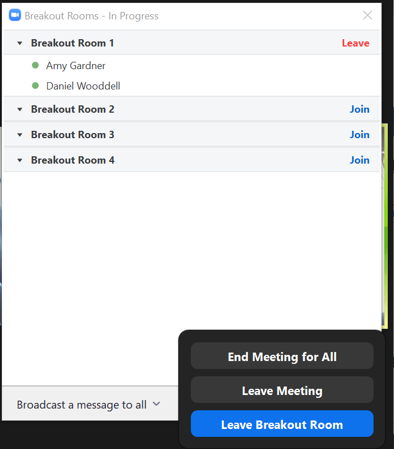 Breakout Rooms - In Progress
Breakout Room 1 Leave
Amy Gardner
Daniel Wooddell
Breakout Room 2 Join
Breakout Room 3 Join
Breakout Room 4 Join
End Meeting for All
Leave Meeting
Broadcast a message to all
Leave Breakout Room